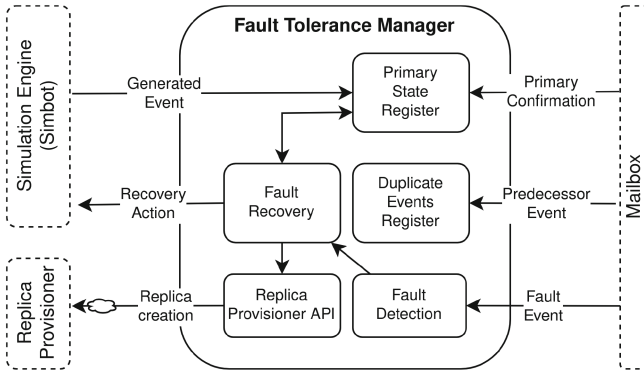 Fault Tolerance Manager
Simulation Engine
(Simbot)
Generated
Event
Primary
State
Register
Primary
Confirmation
Mailbox
Recovery
Action
Fault
Recovery
Duplicate
Events
Register
Predecessor
Event
Replica
Provisioner
Replica
creation
Replica
Provisioner API
Fault
Detection
Fault
Event